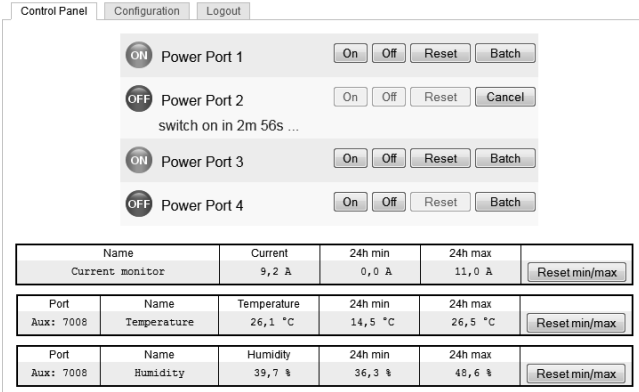 Control Panel Configuration Logout
ON Power Port 1 On Off Reset Batch
OFF Power Port 2 On Off Reset Cancel
switch on in 2m 56s ...
ON Power Port 3 On Off Reset Batch
OFF Power Port 4 On Off Reset Batch
Name Current 24h min 24h max
Current monitor 9,2 A 0,0 A 11,0 A Reset min/max
Port Name Temperature 24h min 24h max
Aux: 7008 Temperature 26,1 °C 14,5 °C 26,5 °C Reset min/max
Port Name Humidity 24h min 24h max
Aux: 7008 Humidity 39,7 % 36,3 % 48,6 % Reset min/max